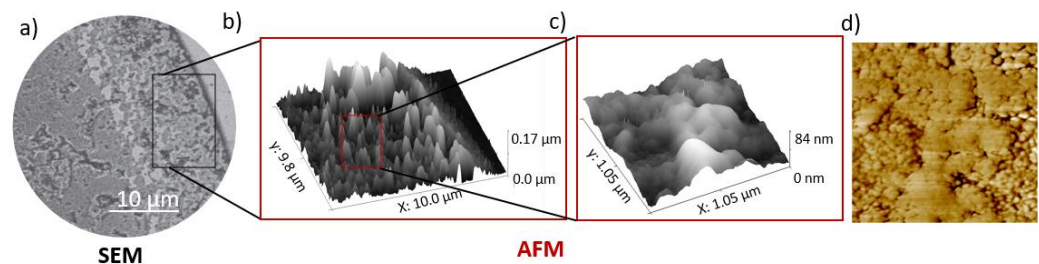 a)
10 µm
SEM
b)
0.17 µm
0.0 µm
y: 9.8 µm
X: 10.0 µm
c)
84 nm
0 nm
y: 1.05 µm
X: 1.05 µm
d)
AFM